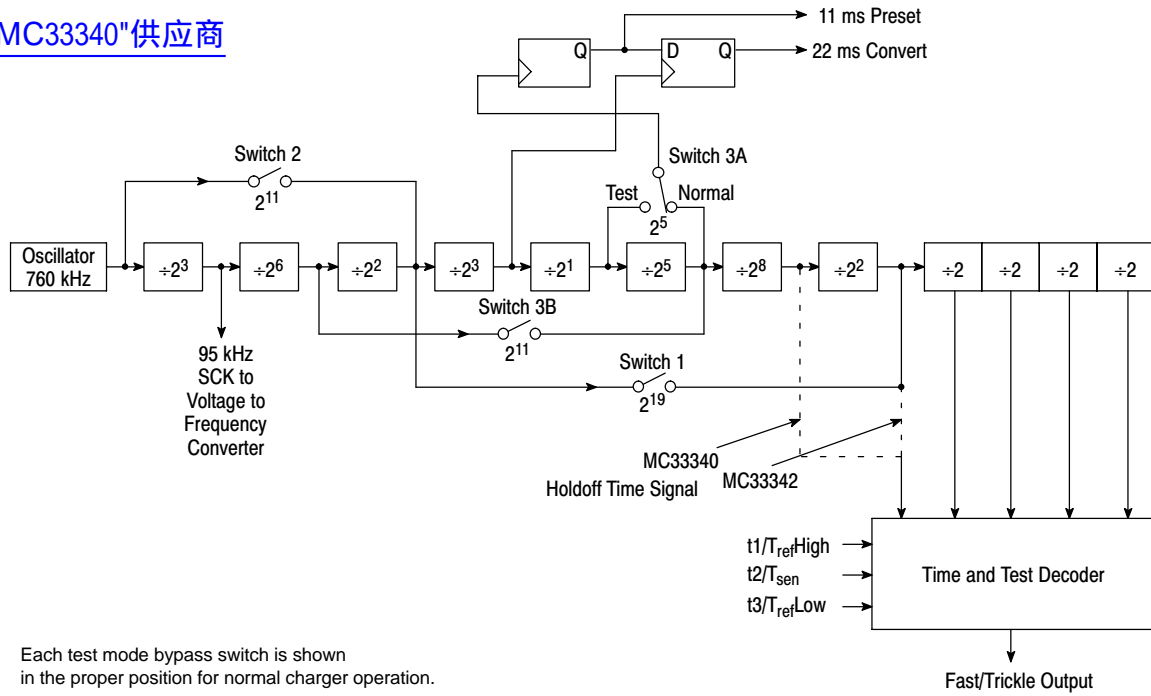 MC33340"供应商
11 ms Preset
Q
D
Q
22 ms Convert
Switch 2
2¹¹
Switch 3A
Test
Normal
2⁵
Oscillator
760 kHz
÷2³
÷2⁶
÷2²
÷2³
÷2¹
÷2⁵
÷2⁸
÷2²
÷2
÷2
÷2
÷2
Switch 3B
2¹¹
95 kHz
SCK to
Voltage to
Frequency
Converter
Switch 1
2¹⁹
MC33340
MC33342
Holdoff Time Signal
t1/TrefHigh
t2/Tsen
t3/TrefLow
Time and Test Decoder
Each test mode bypass switch is shown
in the proper position for normal charger operation.
Fast/Trickle Output